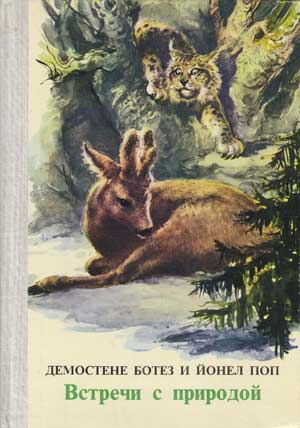 ДЕМОСТЕНЕ БОТЕЗ И ЙОНЕЛ ПОП
Встречи с природой